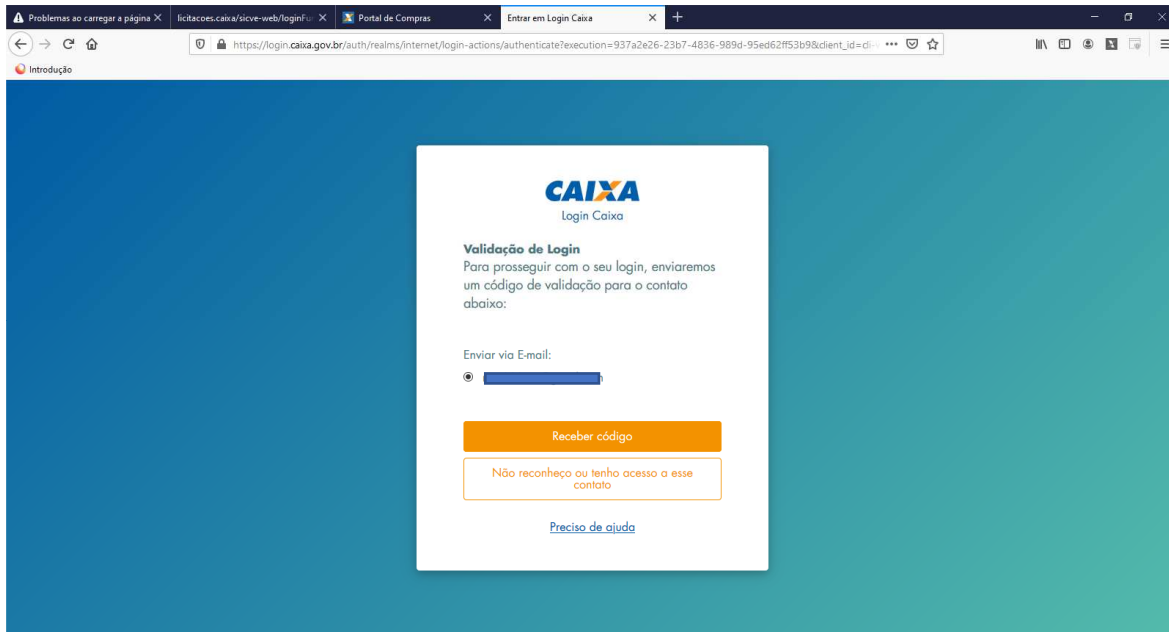 Problemas ao carregar a página
licitacoes.caixa/sicve-web/loginFu
Portal de Compras
Entrar em Login Caixa
https://login.caixa.gov.br/auth/realms/internet/login-actions/authenticate?execution=937a2e26-23b7-4836-989d-95ed62ff53b9&client_id=cli
Introdução
CAIXA
Login Caixa
Validação de Login
Para prosseguir com o seu login, enviaremos
um código de validação para o contato
abaixo:
Enviar via E-mail:
Receber código
Não reconheço ou tenho acesso a esse
contato
Preciso de ajuda